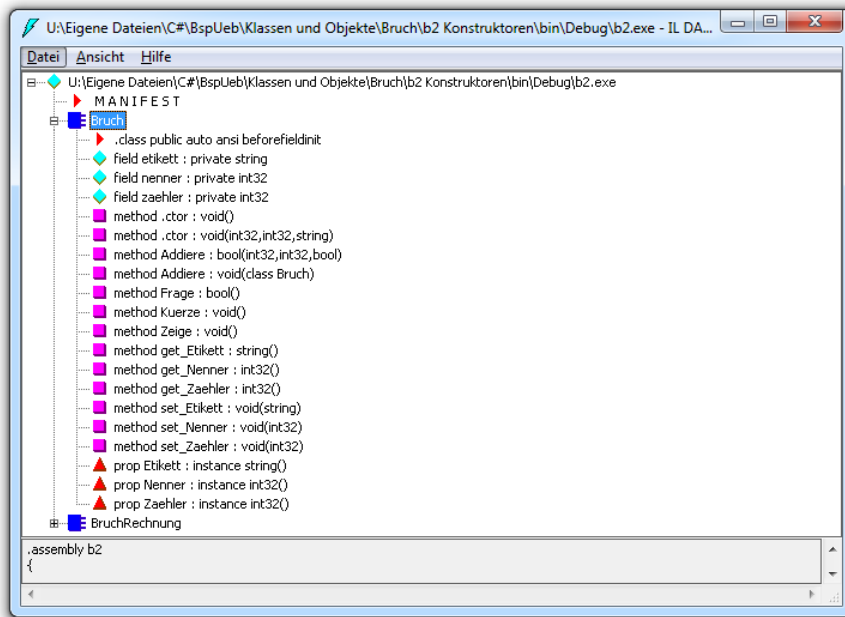 U:\Eigene Dateien\C#\BspUeb\Klassen und Objekte\Bruch\b2 Konstruktoren\bin\Debug\b2.exe - IL DA...
Datei Ansicht Hilfe
U:\Eigene Dateien\C#\BspUeb\Klassen und Objekte\Bruch\b2 Konstruktoren\bin\Debug\b2.exe
M A N I F E S T
Bruch
.class public auto ansi beforefieldinit
field etikett : private string
field nenner : private int32
field zaehler : private int32
method .ctor : void()
method .ctor : void(int32,int32,string)
method Addiere : bool(int32,int32,bool)
method Addiere : void(class Bruch)
method Frage : bool()
method Kuerze : void()
method Zeige : void()
method get_Etikett : string()
method get_Nenner : int32()
method get_Zaehler : int32()
method set_Etikett : void(string)
method set_Nenner : void(int32)
method set_Zaehler : void(int32)
prop Etikett : instance string()
prop Nenner : instance int32()
prop Zaehler : instance int32()
BruchRechnung
.assembly b2
{